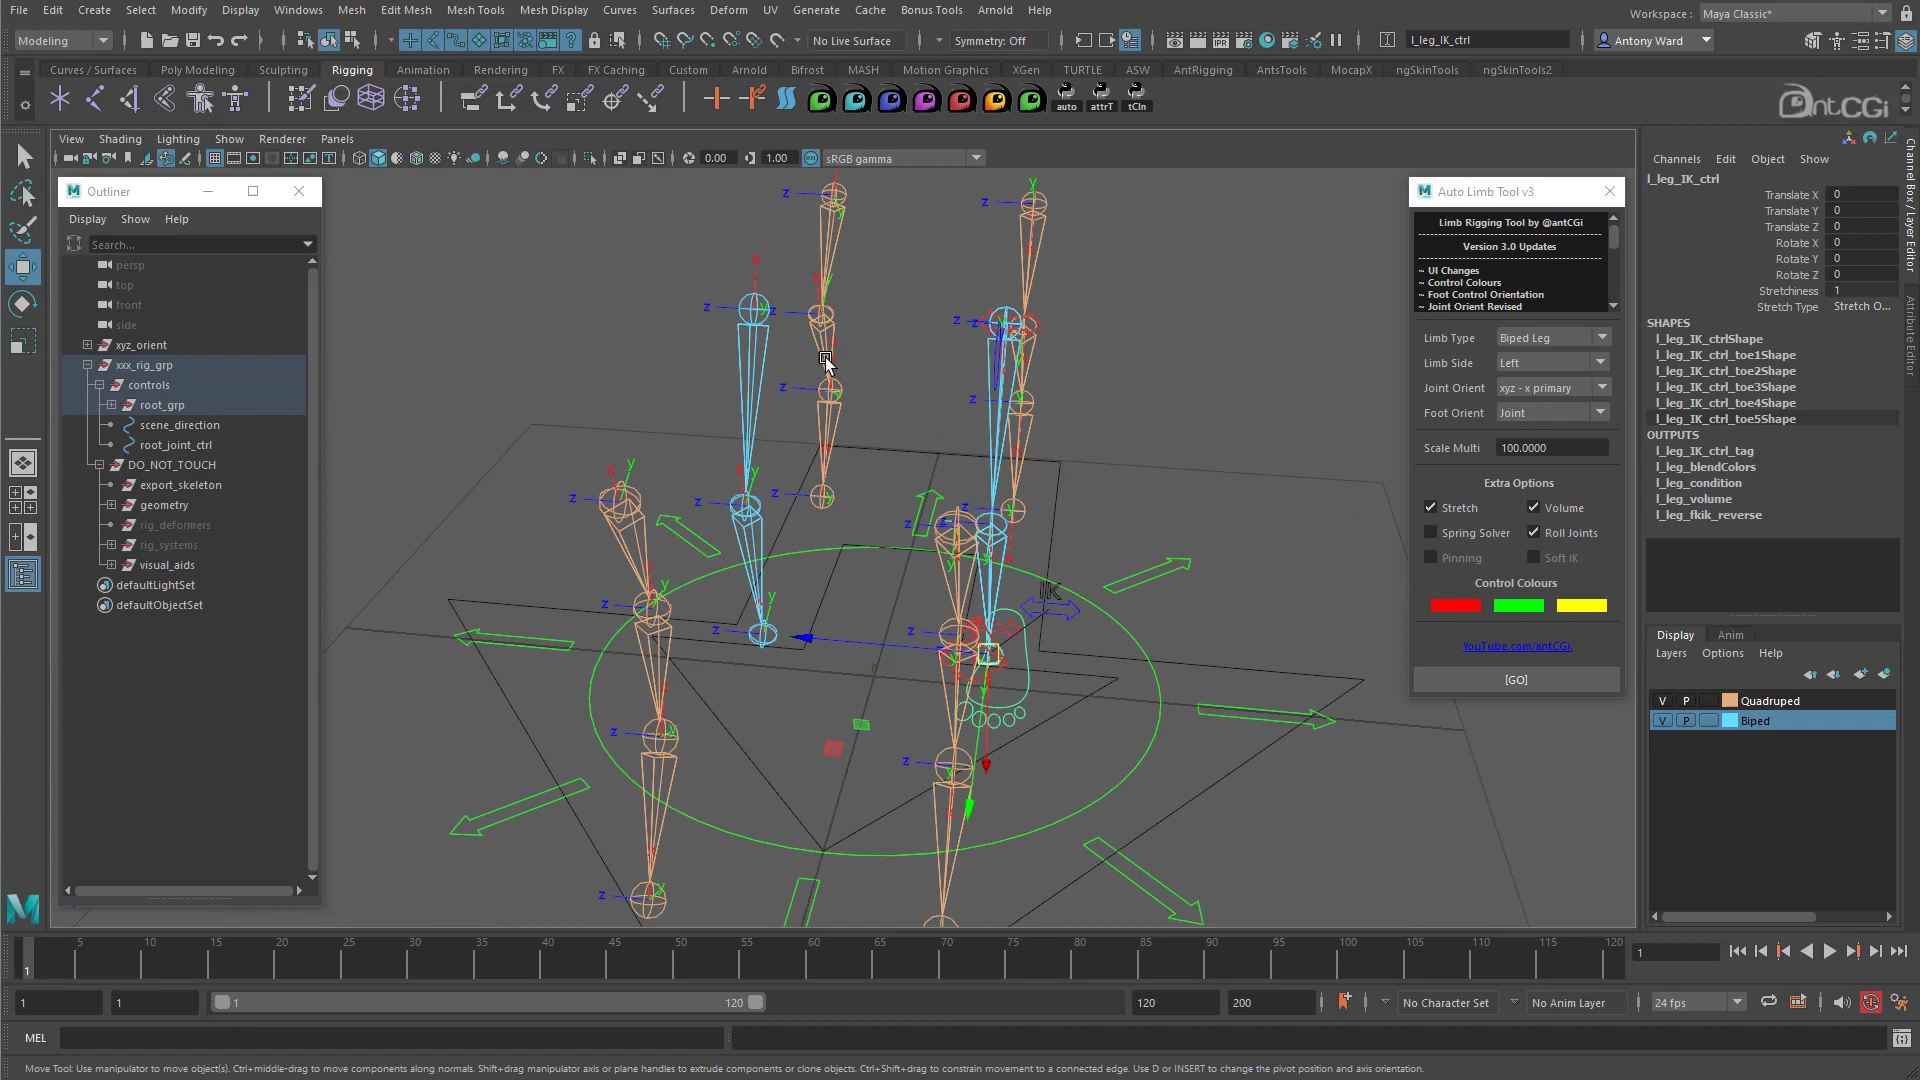 File Edit Create Select Modify Display Windows Mesh Edit Mesh Mesh Tools Mesh Display Curves Surfaces Deform UV Generate Cache Bonus Tools Arnold Help
Workspace : Maya Classic*
Modeling
No Live Surface
Symmetry: Off
IPR
l_leg_IK_ctrl
Antony Ward
Curves / Surfaces Poly Modeling Sculpting Rigging Animation Rendering FX FX Caching Custom Arnold Bifrost MASH Motion Graphics XGen TURTLE ASW AntRigging AntsTools MocapX ngSkinTools ngSkinTools2
auto attrT tCln
antCGi
View Shading Lighting Show Renderer Panels
0.00 1.00 ON sRGB gamma
Outliner
Display Show Help
Search...
persp
top
front
side
xyz_orient
xxx_rig_grp
controls
root_grp
scene_direction
root_joint_ctrl
DO_NOT_TOUCH
export_skeleton
geometry
rig_deformers
rig_systems
visual_aids
defaultLightSet
defaultObjectSet
IK
Auto Limb Tool v3
Limb Rigging Tool by @antCGi
Version 3.0 Updates
~ UI Changes
~ Control Colours
~ Foot Control Orientation
~ Joint Orient Revised
Limb Type Biped Leg
Limb Side Left
Joint Orient xyz - x primary
Foot Orient Joint
Scale Multi 100.0000
Extra Options
Stretch Volume
Spring Solver Roll Joints
Pinning Soft IK
Control Colours
YouTube.com/antCGi.
[GO]
Channels Edit Object Show
l_leg_IK_ctrl
Translate X 0
Translate Y 0
Translate Z 0
Rotate X 0
Rotate Y 0
Rotate Z 0
Stretchiness 1
Stretch Type Stretch O...
SHAPES
l_leg_IK_ctrlShape
l_leg_IK_ctrl_toe1Shape
l_leg_IK_ctrl_toe2Shape
l_leg_IK_ctrl_toe3Shape
l_leg_IK_ctrl_toe4Shape
l_leg_IK_ctrl_toe5Shape
OUTPUTS
l_leg_IK_ctrl_tag
l_leg_blendColors
l_leg_condition
l_leg_volume
l_leg_fkik_reverse
Channel Box / Layer Editor
Attribute Editor
Display Anim
Layers Options Help
V P Quadruped
V P Biped
5 10 15 20 25 30 35 40 45 50 55 60 65 70 75 80 85 90 95 100 105 110 115 120
1
1
1 1 1 120 120 200 No Character Set No Anim Layer 24 fps
MEL
Move Tool: Use manipulator to move object(s). Ctrl+middle-drag to move components along normals. Shift+drag manipulator axis or plane handles to extrude components or clone objects. Ctrl+Shift+drag to constrain movement to a connected edge. Use D or INSERT to change the pivot position and axis orientation.